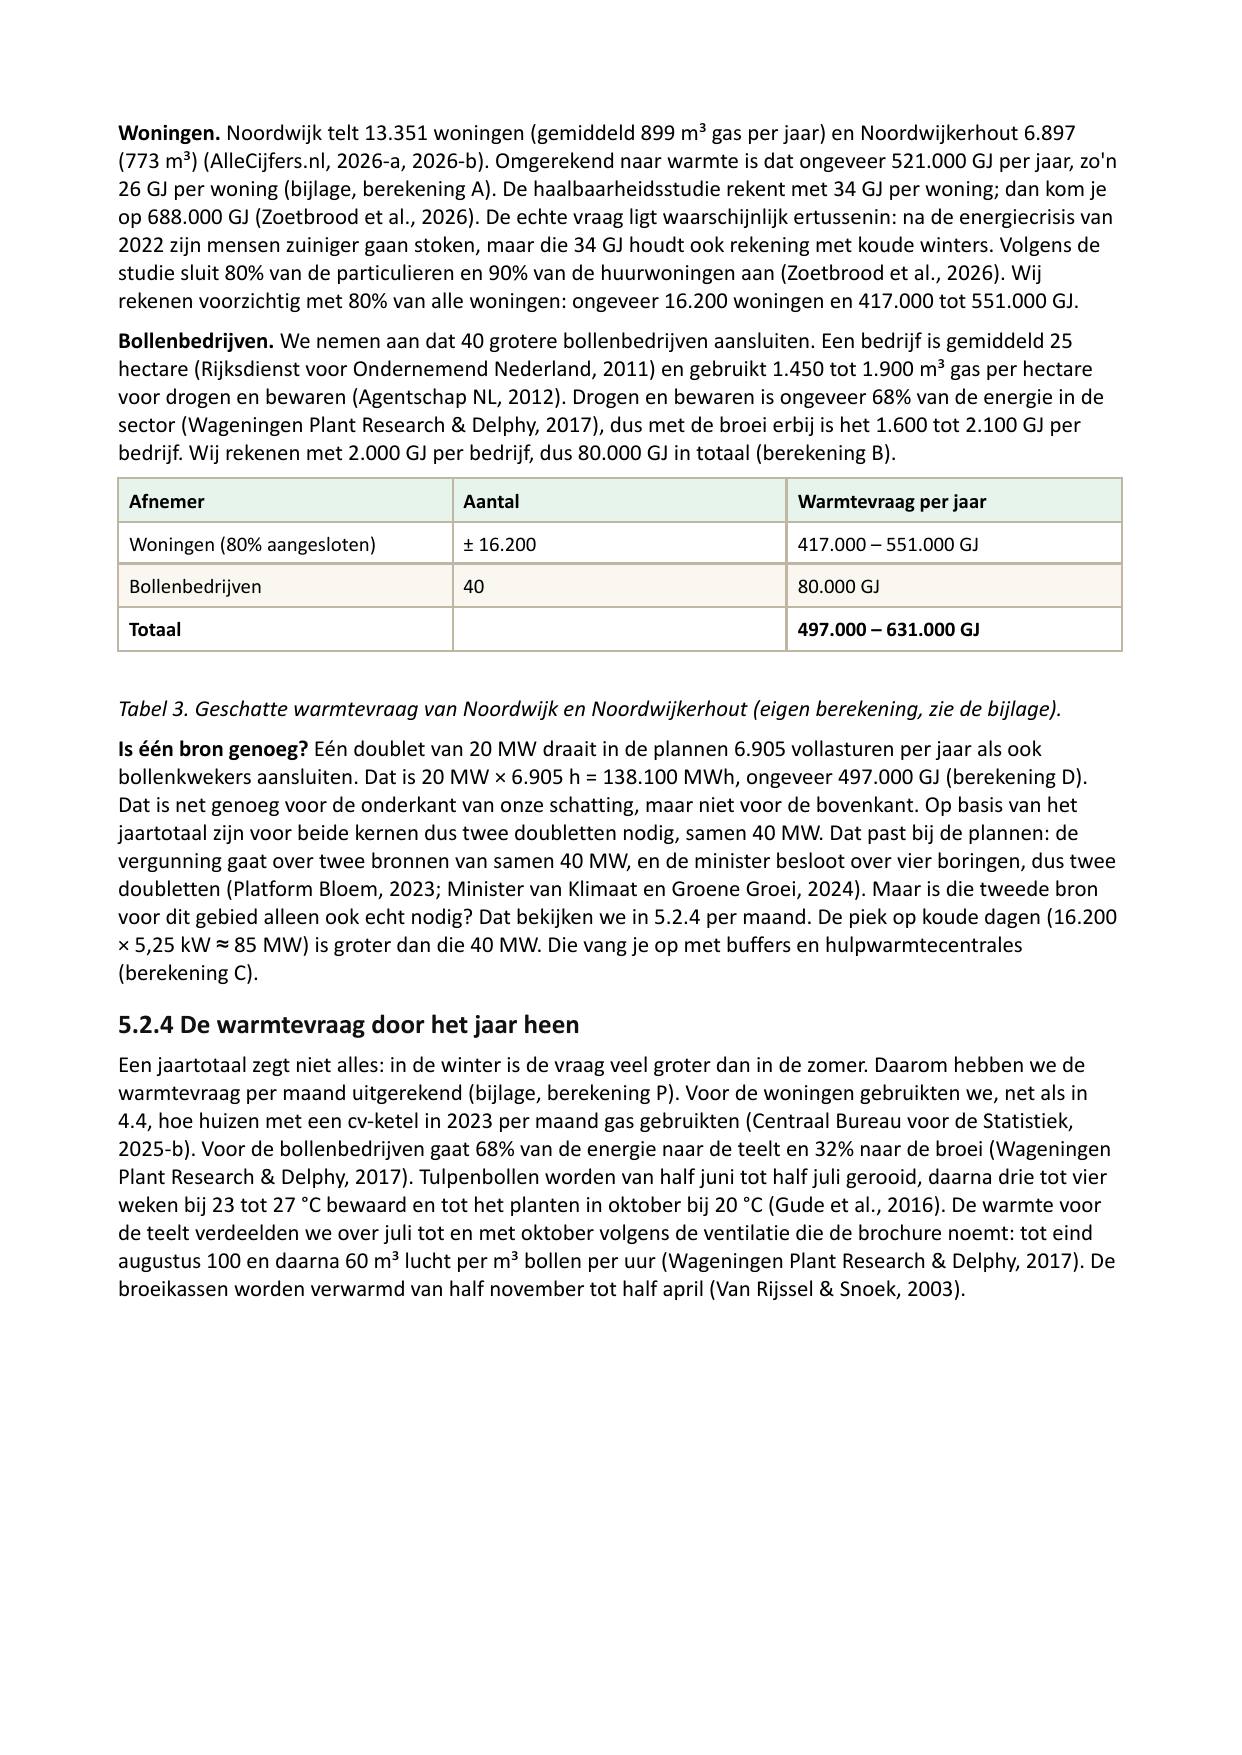 Woningen. Noordwijk telt 13.351 woningen (gemiddeld 899 m³ gas per jaar) en Noordwijkerhout 6.897
(773 m³) (AlleCijfers.nl, 2026-a, 2026-b). Omgerekend naar warmte is dat ongeveer 521.000 GJ per jaar, zo'n
26 GJ per woning (bijlage, berekening A). De haalbaarheidsstudie rekent met 34 GJ per woning; dan kom je
op 688.000 GJ (Zoetbrood et al., 2026). De echte vraag ligt waarschijnlijk ertussenin: na de energiecrisis van
2022 zijn mensen zuiniger gaan stoken, maar die 34 GJ houdt ook rekening met koude winters. Volgens de
studie sluit 80% van de particulieren en 90% van de huurwoningen aan (Zoetbrood et al., 2026). Wij
rekenen voorzichtig met 80% van alle woningen: ongeveer 16.200 woningen en 417.000 tot 551.000 GJ.
Bollenbedrijven. We nemen aan dat 40 grotere bollenbedrijven aansluiten. Een bedrijf is gemiddeld 25
hectare (Rijksdienst voor Ondernemend Nederland, 2011) en gebruikt 1.450 tot 1.900 m³ gas per hectare
voor drogen en bewaren (Agentschap NL, 2012). Drogen en bewaren is ongeveer 68% van de energie in de
sector (Wageningen Plant Research & Delphy, 2017), dus met de broei erbij is het 1.600 tot 2.100 GJ per
bedrijf. Wij rekenen met 2.000 GJ per bedrijf, dus 80.000 GJ in totaal (berekening B).
Afnemer Aantal Warmtevraag per jaar
Woningen (80% aangesloten) ± 16.200 417.000 – 551.000 GJ
Bollenbedrijven 40 80.000 GJ
Totaal 497.000 – 631.000 GJ
Tabel 3. Geschatte warmtevraag van Noordwijk en Noordwijkerhout (eigen berekening, zie de bijlage).
Is één bron genoeg? Eén doublet van 20 MW draait in de plannen 6.905 vollasturen per jaar als ook
bollenkwekers aansluiten. Dat is 20 MW × 6.905 h = 138.100 MWh, ongeveer 497.000 GJ (berekening D).
Dat is net genoeg voor de onderkant van onze schatting, maar niet voor de bovenkant. Op basis van het
jaartotaal zijn voor beide kernen dus twee doubletten nodig, samen 40 MW. Dat past bij de plannen: de
vergunning gaat over twee bronnen van samen 40 MW, en de minister besloot over vier boringen, dus twee
doubletten (Platform Bloem, 2023; Minister van Klimaat en Groene Groei, 2024). Maar is die tweede bron
voor dit gebied alleen ook echt nodig? Dat bekijken we in 5.2.4 per maand. De piek op koude dagen (16.200
× 5,25 kW ≈ 85 MW) is groter dan die 40 MW. Die vang je op met buffers en hulpwarmtecentrales
(berekening C).
5.2.4 De warmtevraag door het jaar heen
Een jaartotaal zegt niet alles: in de winter is de vraag veel groter dan in de zomer. Daarom hebben we de
warmtevraag per maand uitgerekend (bijlage, berekening P). Voor de woningen gebruikten we, net als in
4.4, hoe huizen met een cv-ketel in 2023 per maand gas gebruikten (Centraal Bureau voor de Statistiek,
2025-b). Voor de bollenbedrijven gaat 68% van de energie naar de teelt en 32% naar de broei (Wageningen
Plant Research & Delphy, 2017). Tulpenbollen worden van half juni tot half juli gerooid, daarna drie tot vier
weken bij 23 tot 27 °C bewaard en tot het planten in oktober bij 20 °C (Gude et al., 2016). De warmte voor
de teelt verdeelden we over juli tot en met oktober volgens de ventilatie die de brochure noemt: tot eind
augustus 100 en daarna 60 m³ lucht per m³ bollen per uur (Wageningen Plant Research & Delphy, 2017). De
broeikassen worden verwarmd van half november tot half april (Van Rijssel & Snoek, 2003).